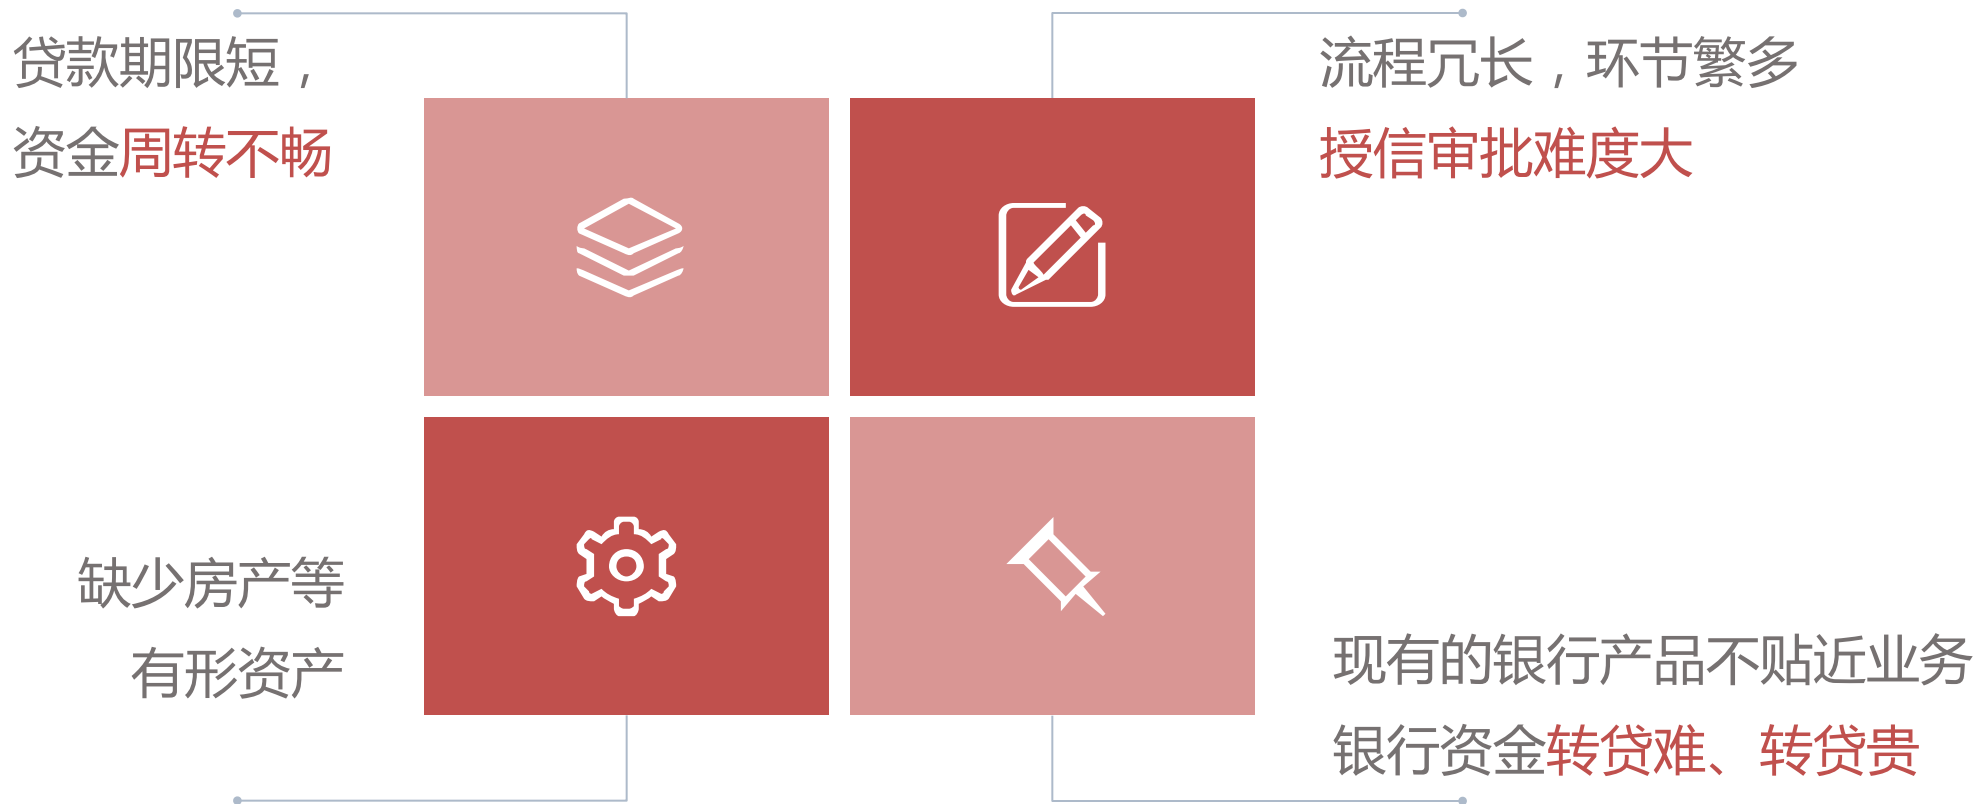 贷款期限短，
资金周转不畅
流程冗长，环节繁多
授信审批难度大
缺少房产等
有形资产
现有的银行产品不贴近业务
银行资金转贷难、转贷贵